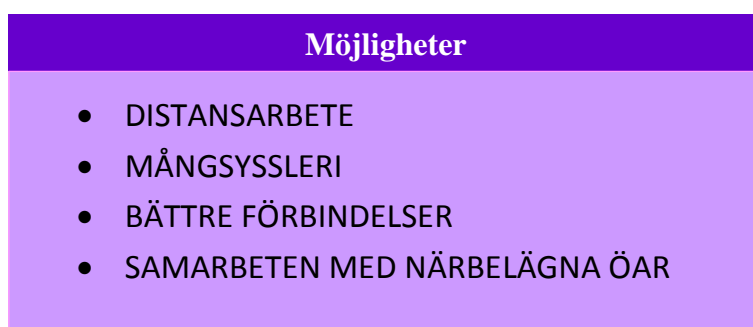 Möjligheter
• DISTANSARBETE
• MÅNGSYSSLERI
• BÄTTRE FÖRBINDELSER
• SAMARBETEN MED NÄRBELÄGNA ÖAR